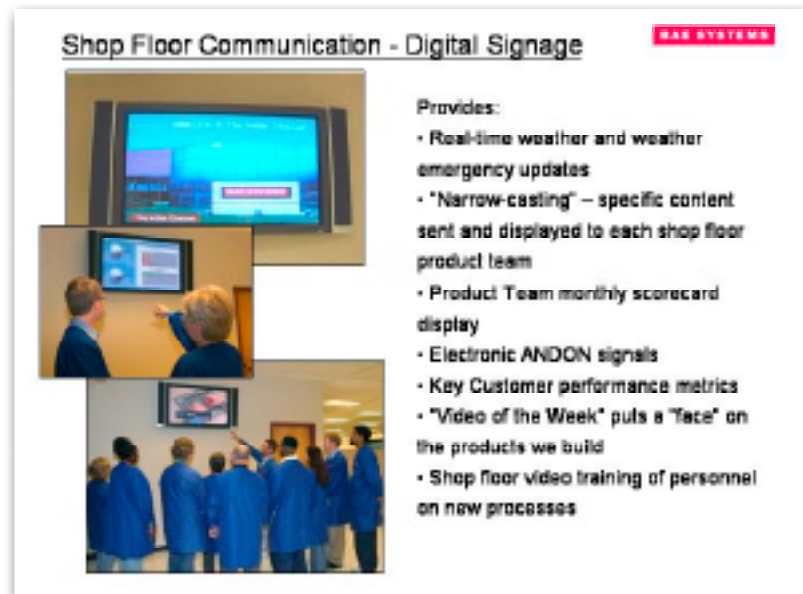 Shop Floor Communication - Digital Signage
BAE SYSTEMS
Provides:
• Real-time weather and weather
emergency updates
• "Narrow-casting" – specific content
sent and displayed to each shop floor
product team
• Product Team monthly scorecard
display
• Electronic ANDON signals
• Key Customer performance metrics
• "Video of the Week" puts a "face" on
the products we build
• Shop floor video training of personnel
on new processes
BAE SYSTEMS